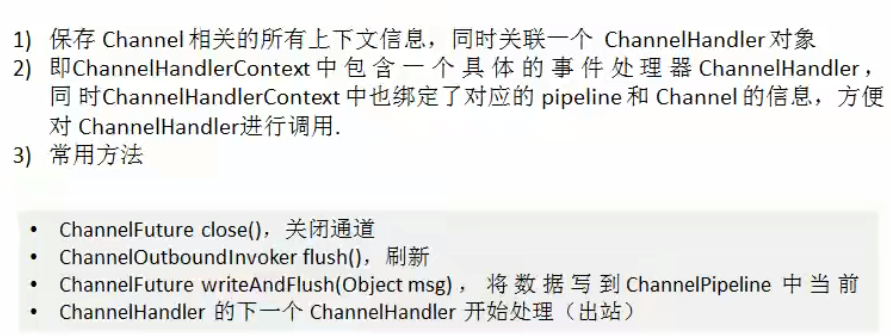 1) 保存 Channel 相关的所有上下文信息，同时关联一个 ChannelHandler 对象
2) 即ChannelHandlerContext 中 包 含 一 个 具 体 的 事 件 处 理 器 ChannelHandler，
同 时ChannelHandlerContext 中也绑定了对应的 pipeline 和 Channel 的信息，方便
对 ChannelHandler进行调用.
3) 常用方法
• ChannelFuture close()，关闭通道
• ChannelOutboundInvoker flush()，刷新
• ChannelFuture writeAndFlush(Object msg) ， 将 数 据 写 到 ChannelPipeline 中 当 前
• ChannelHandler 的下一个 ChannelHandler 开始处理（出站）